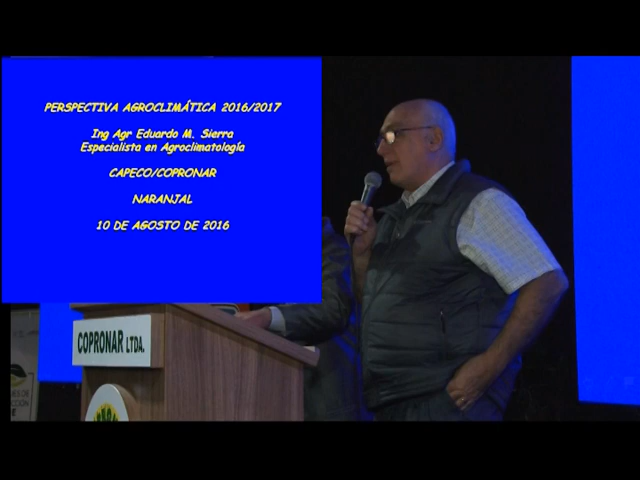 PERSPECTIVA AGROCLIMÁTICA 2016/2017
Ing Agr Eduardo M. Sierra
Especialista en Agroclimatología
CAPECO/COPRONAR
NARANJAL
10 DE AGOSTO DE 2016
COPRONAR LTDA.